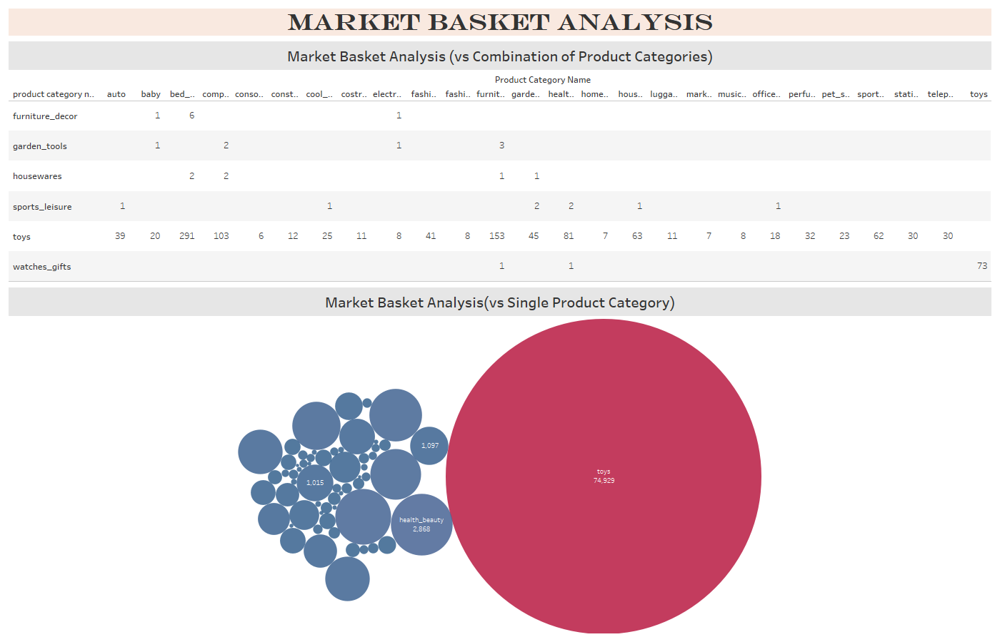 MARKET BASKET ANALYSIS
Market Basket Analysis (vs Combination of Product Categories)
Product Category Name
product category n.. auto baby bed_.. comp.. conso.. const.. cool_.. costr.. electr.. fashi.. fashi.. furnit.. garde.. healt.. home.. hous.. lugga.. mark.. music.. office.. perfu.. pet_s.. sport.. stati.. telep.. toys
furniture_decor 1 6 1
garden_tools 1 2 1 3
housewares 2 2 1 1
sports_leisure 1 1 2 2 1 1
toys 39 20 291 103 6 12 25 11 8 41 8 153 45 81 7 63 11 7 8 18 32 23 62 30 30
watches_gifts 1 1 73
Market Basket Analysis(vs Single Product Category)
1,097
toys
74,929
1,015
health_beauty
2,868